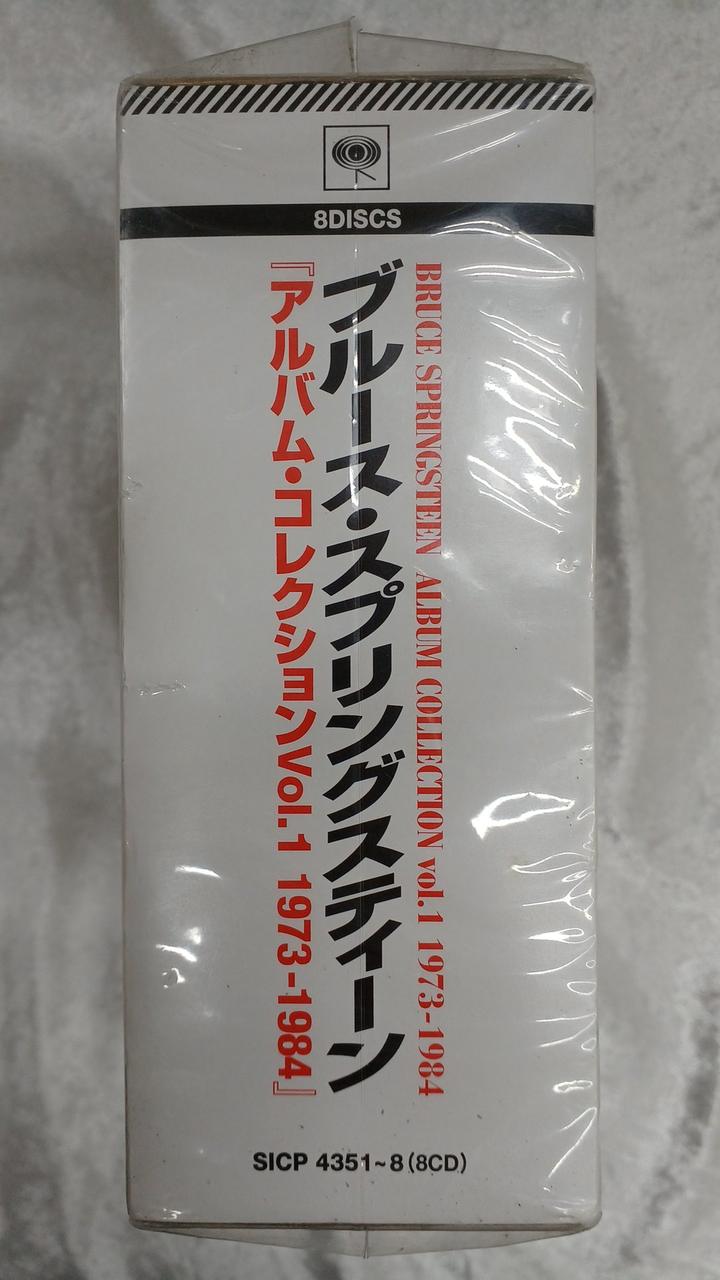 8DISCS
BRUCE SPRINGSTEEN ALBUM COLLECTION vol.1 1973-1984
ブルース・スプリングスティーン
『アルバム・コレクションVol.1 1973-1984』
SICP 4351~8(8CD)